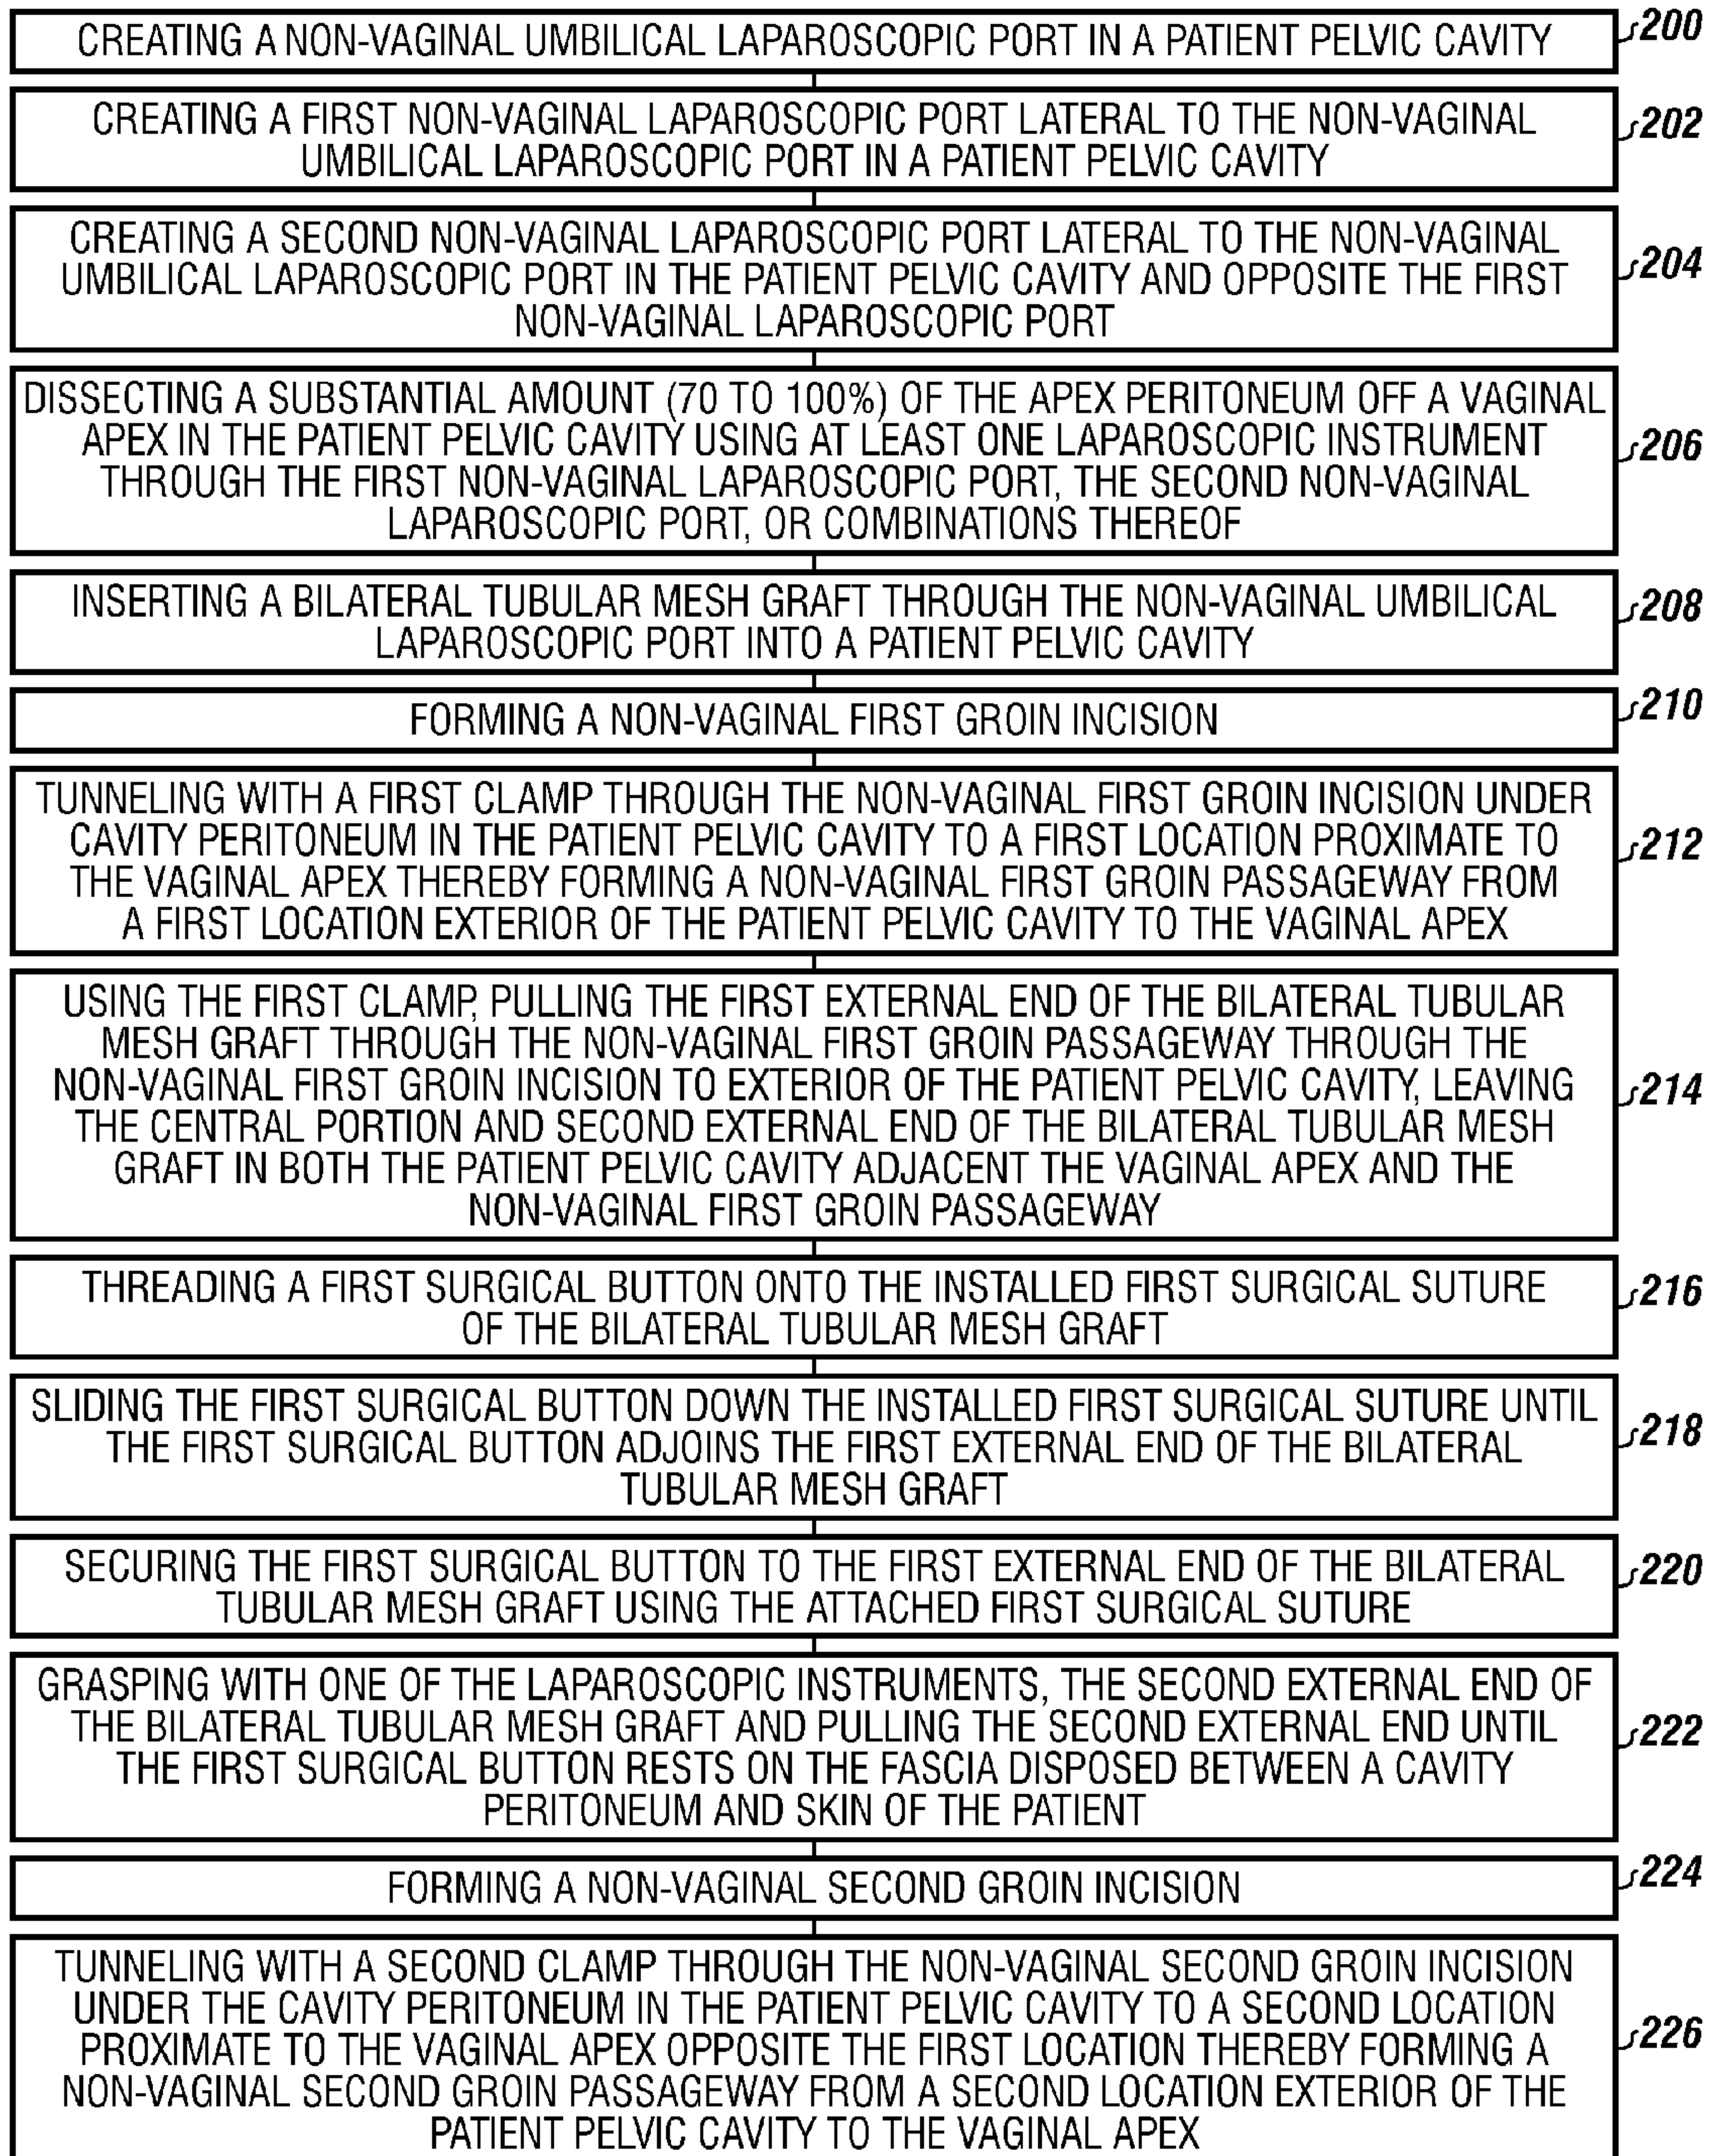 CREATING A NON-VAGINAL UMBILICAL LAPAROSCOPIC PORT IN A PATIENT PELVIC CAVITY
200
CREATING A FIRST NON-VAGINAL LAPAROSCOPIC PORT LATERAL TO THE NON-VAGINAL
UMBILICAL LAPAROSCOPIC PORT IN A PATIENT PELVIC CAVITY
202
CREATING A SECOND NON-VAGINAL LAPAROSCOPIC PORT LATERAL TO THE NON-VAGINAL
UMBILICAL LAPAROSCOPIC PORT IN THE PATIENT PELVIC CAVITY AND OPPOSITE THE FIRST
NON-VAGINAL LAPAROSCOPIC PORT
204
DISSECTING A SUBSTANTIAL AMOUNT (70 TO 100%) OF THE APEX PERITONEUM OFF A VAGINAL
APEX IN THE PATIENT PELVIC CAVITY USING AT LEAST ONE LAPAROSCOPIC INSTRUMENT
THROUGH THE FIRST NON-VAGINAL LAPAROSCOPIC PORT, THE SECOND NON-VAGINAL
LAPAROSCOPIC PORT, OR COMBINATIONS THEREOF
206
INSERTING A BILATERAL TUBULAR MESH GRAFT THROUGH THE NON-VAGINAL UMBILICAL
LAPAROSCOPIC PORT INTO A PATIENT PELVIC CAVITY
208
FORMING A NON-VAGINAL FIRST GROIN INCISION
210
TUNNELING WITH A FIRST CLAMP THROUGH THE NON-VAGINAL FIRST GROIN INCISION UNDER
CAVITY PERITONEUM IN THE PATIENT PELVIC CAVITY TO A FIRST LOCATION PROXIMATE TO
THE VAGINAL APEX THEREBY FORMING A NON-VAGINAL FIRST GROIN PASSAGEWAY FROM
A FIRST LOCATION EXTERIOR OF THE PATIENT PELVIC CAVITY TO THE VAGINAL APEX
212
USING THE FIRST CLAMP, PULLING THE FIRST EXTERNAL END OF THE BILATERAL TUBULAR
MESH GRAFT THROUGH THE NON-VAGINAL FIRST GROIN PASSAGEWAY THROUGH THE
NON-VAGINAL FIRST GROIN INCISION TO EXTERIOR OF THE PATIENT PELVIC CAVITY, LEAVING
THE CENTRAL PORTION AND SECOND EXTERNAL END OF THE BILATERAL TUBULAR MESH
GRAFT IN BOTH THE PATIENT PELVIC CAVITY ADJACENT THE VAGINAL APEX AND THE
NON-VAGINAL FIRST GROIN PASSAGEWAY
214
THREADING A FIRST SURGICAL BUTTON ONTO THE INSTALLED FIRST SURGICAL SUTURE
OF THE BILATERAL TUBULAR MESH GRAFT
216
SLIDING THE FIRST SURGICAL BUTTON DOWN THE INSTALLED FIRST SURGICAL SUTURE UNTIL
THE FIRST SURGICAL BUTTON ADJOINS THE FIRST EXTERNAL END OF THE BILATERAL
TUBULAR MESH GRAFT
218
SECURING THE FIRST SURGICAL BUTTON TO THE FIRST EXTERNAL END OF THE BILATERAL
TUBULAR MESH GRAFT USING THE ATTACHED FIRST SURGICAL SUTURE
220
GRASPING WITH ONE OF THE LAPAROSCOPIC INSTRUMENTS, THE SECOND EXTERNAL END OF
THE BILATERAL TUBULAR MESH GRAFT AND PULLING THE SECOND EXTERNAL END UNTIL
THE FIRST SURGICAL BUTTON RESTS ON THE FASCIA DISPOSED BETWEEN A CAVITY
PERITONEUM AND SKIN OF THE PATIENT
222
FORMING A NON-VAGINAL SECOND GROIN INCISION
224
TUNNELING WITH A SECOND CLAMP THROUGH THE NON-VAGINAL SECOND GROIN INCISION
UNDER THE CAVITY PERITONEUM IN THE PATIENT PELVIC CAVITY TO A SECOND LOCATION
PROXIMATE TO THE VAGINAL APEX OPPOSITE THE FIRST LOCATION THEREBY FORMING A
NON-VAGINAL SECOND GROIN PASSAGEWAY FROM A SECOND LOCATION EXTERIOR OF THE
PATIENT PELVIC CAVITY TO THE VAGINAL APEX
226